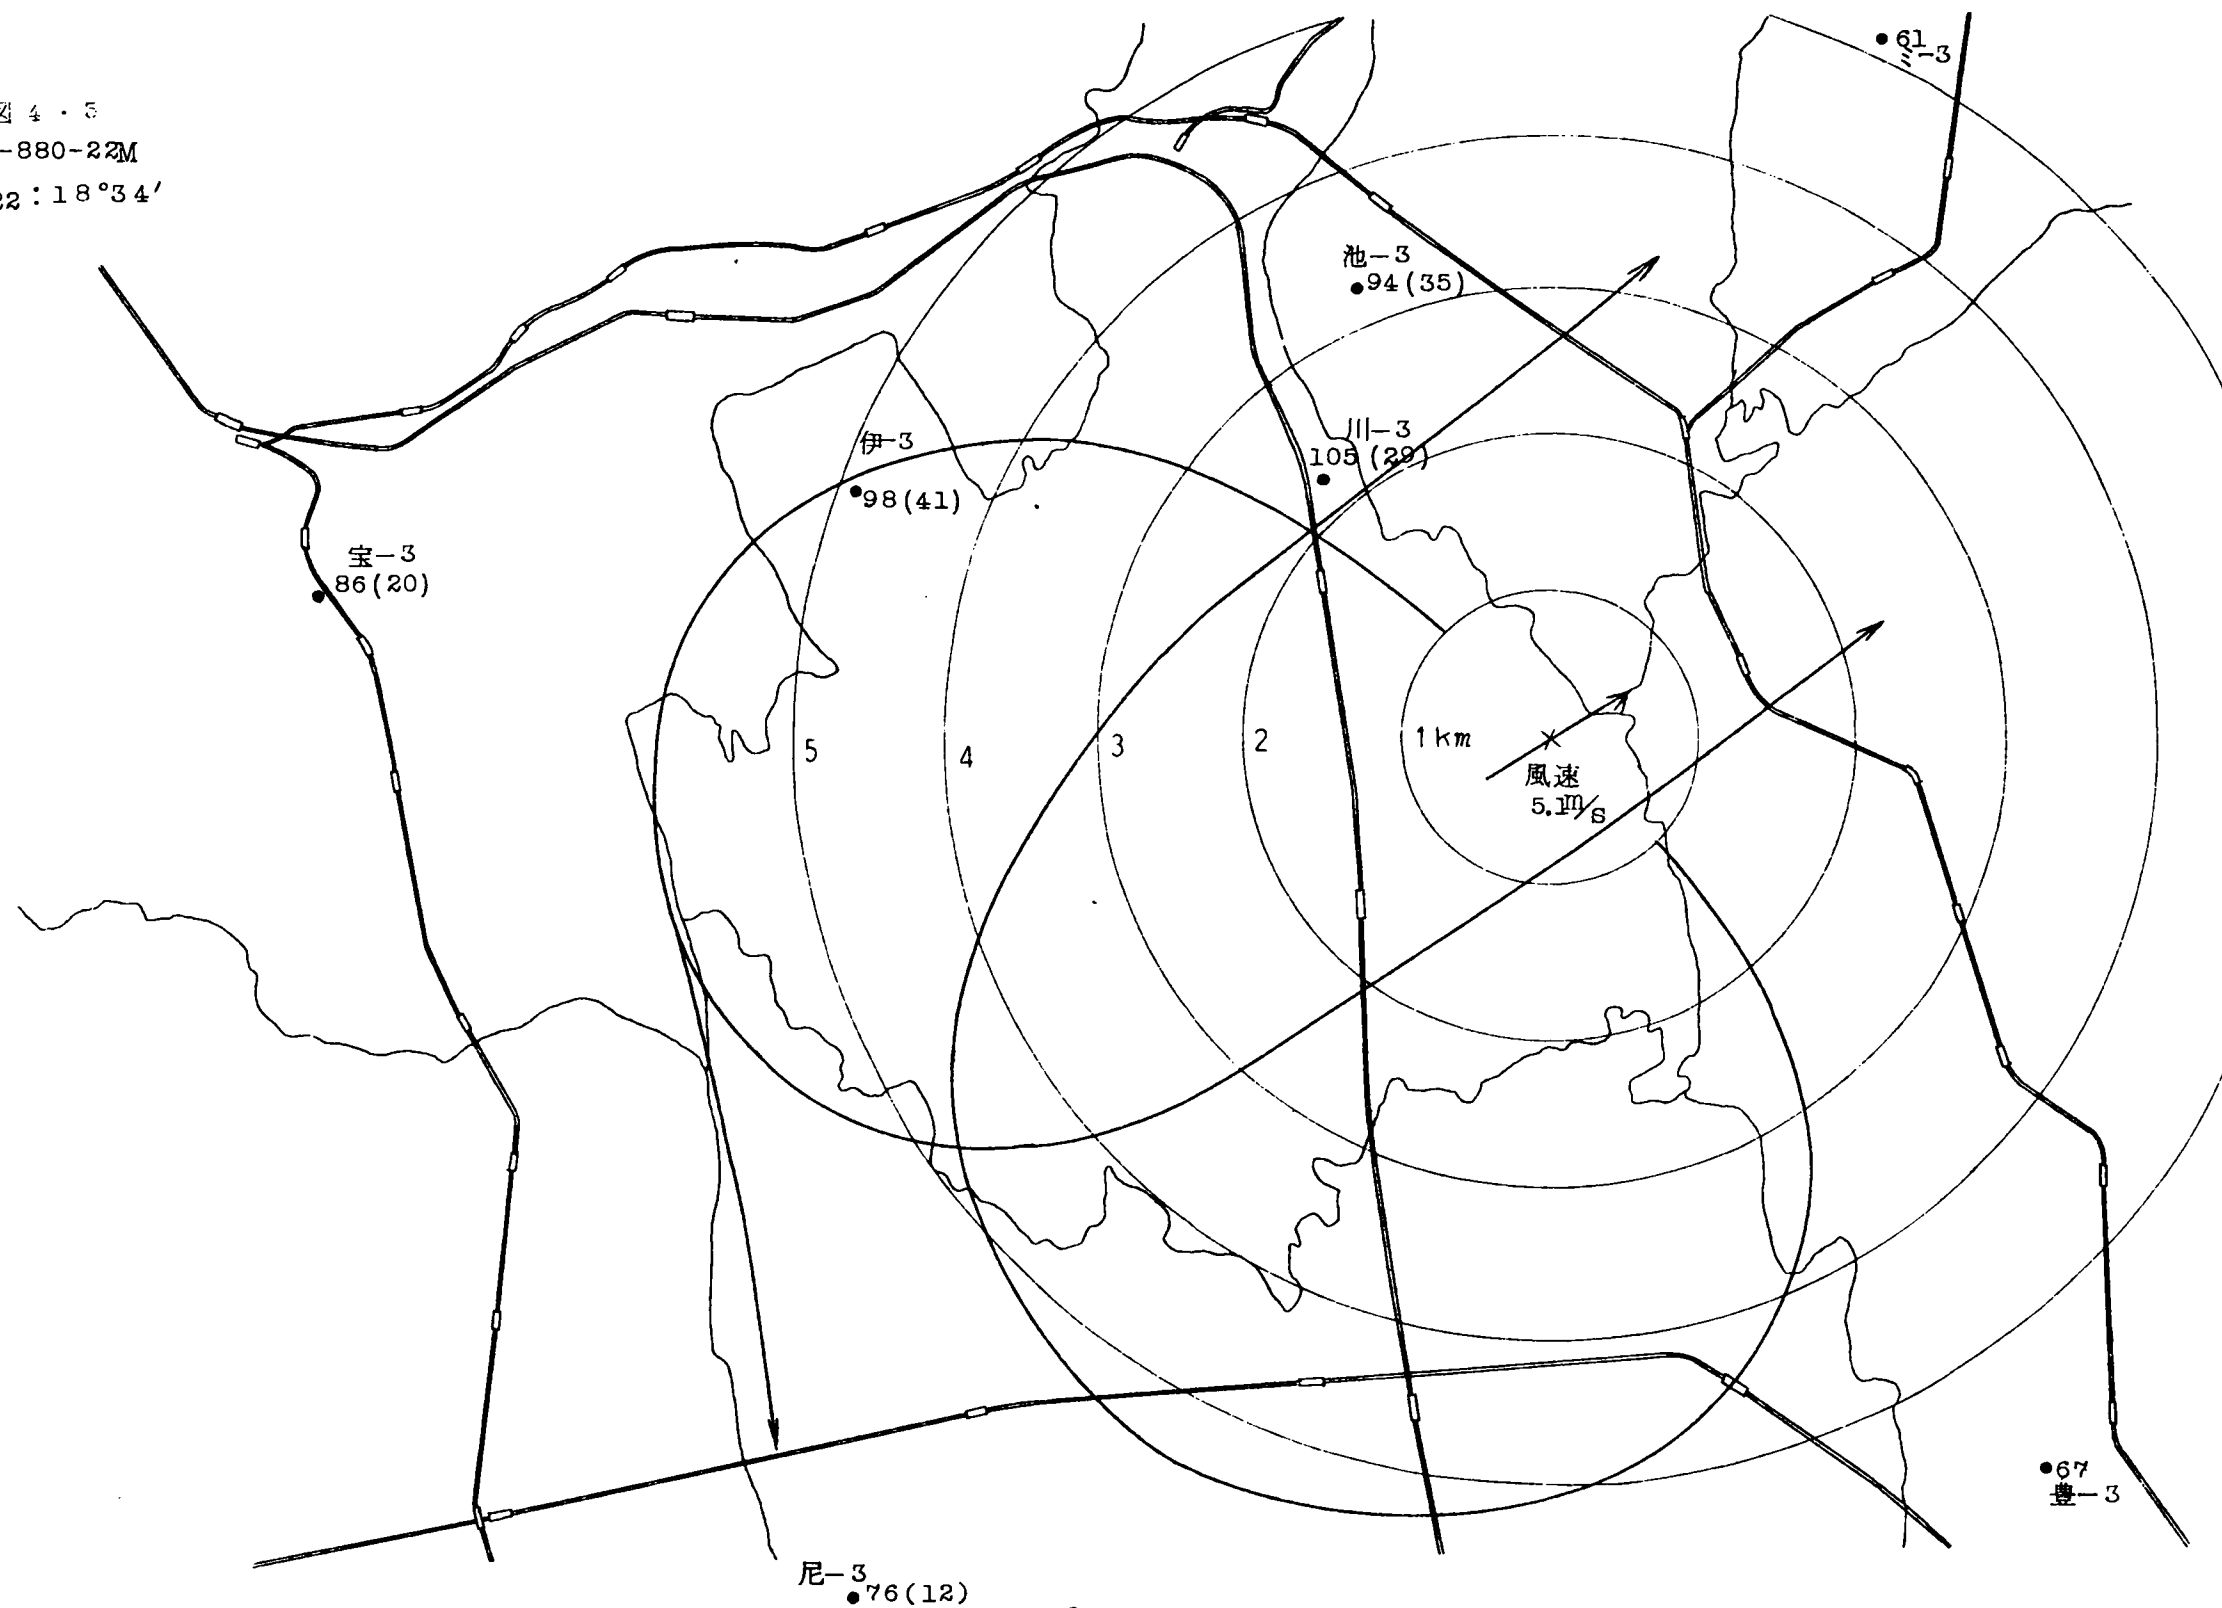 図 4・3
-880-22M
22:18°34′
61
ミ-3
池-3
94(35)
川-3
105(29)
伊-3
98(41)
宝-3
86(20)
5
4
3
2
1km
風速
5.1m/s
67
豊-3
尼-3
76(12)